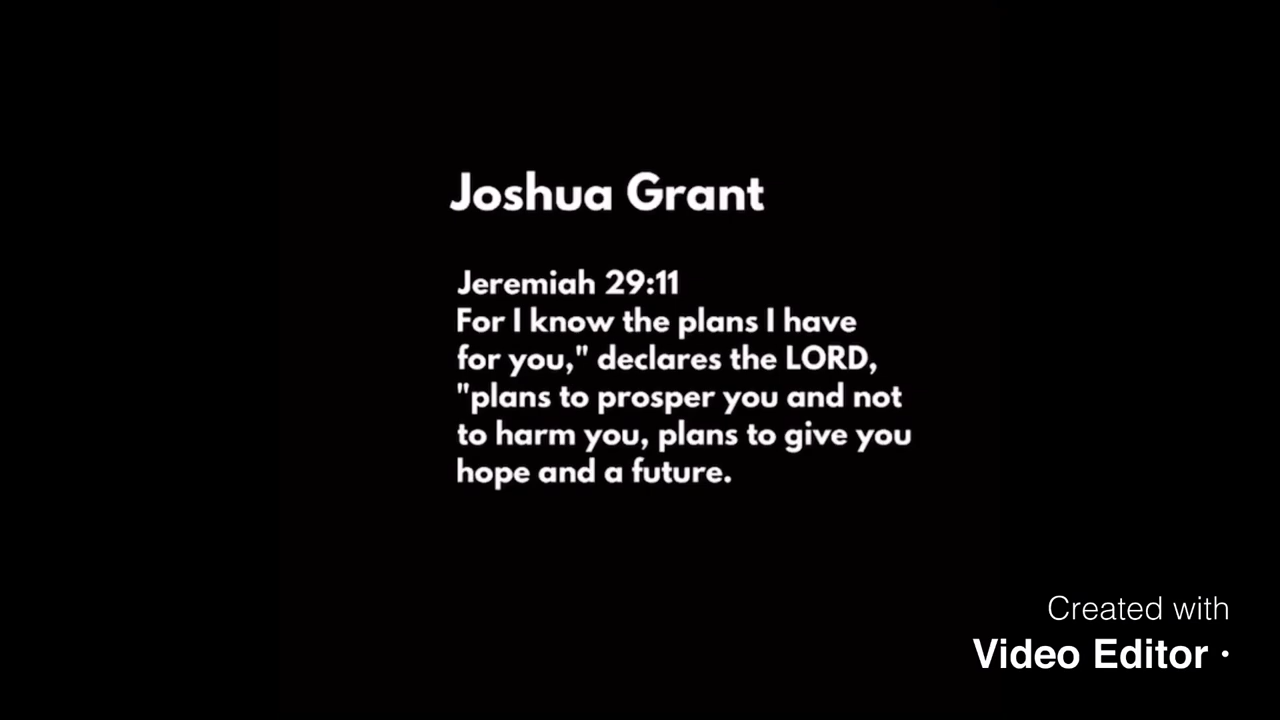 Joshua Grant
Jeremiah 29:11
For I know the plans I have
for you," declares the LORD,
"plans to prosper you and not
to harm you, plans to give you
hope and a future.
Created with
Video Editor ·